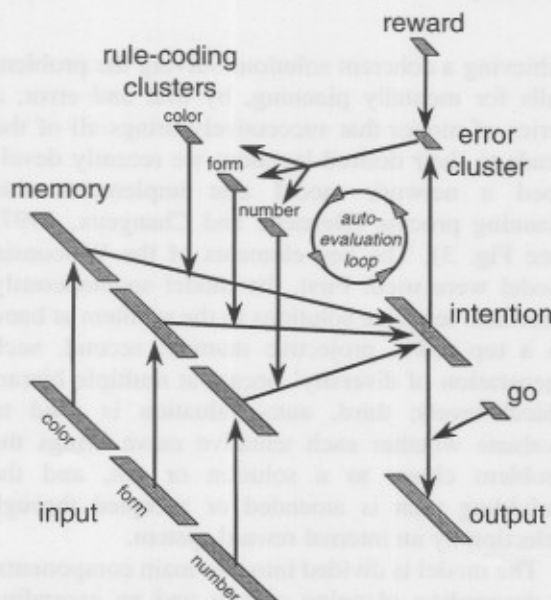 reward
rule-coding
clusters
color
error
cluster
form
memory
number
auto-
evaluation
loop
intention
go
color
form
input
output
number